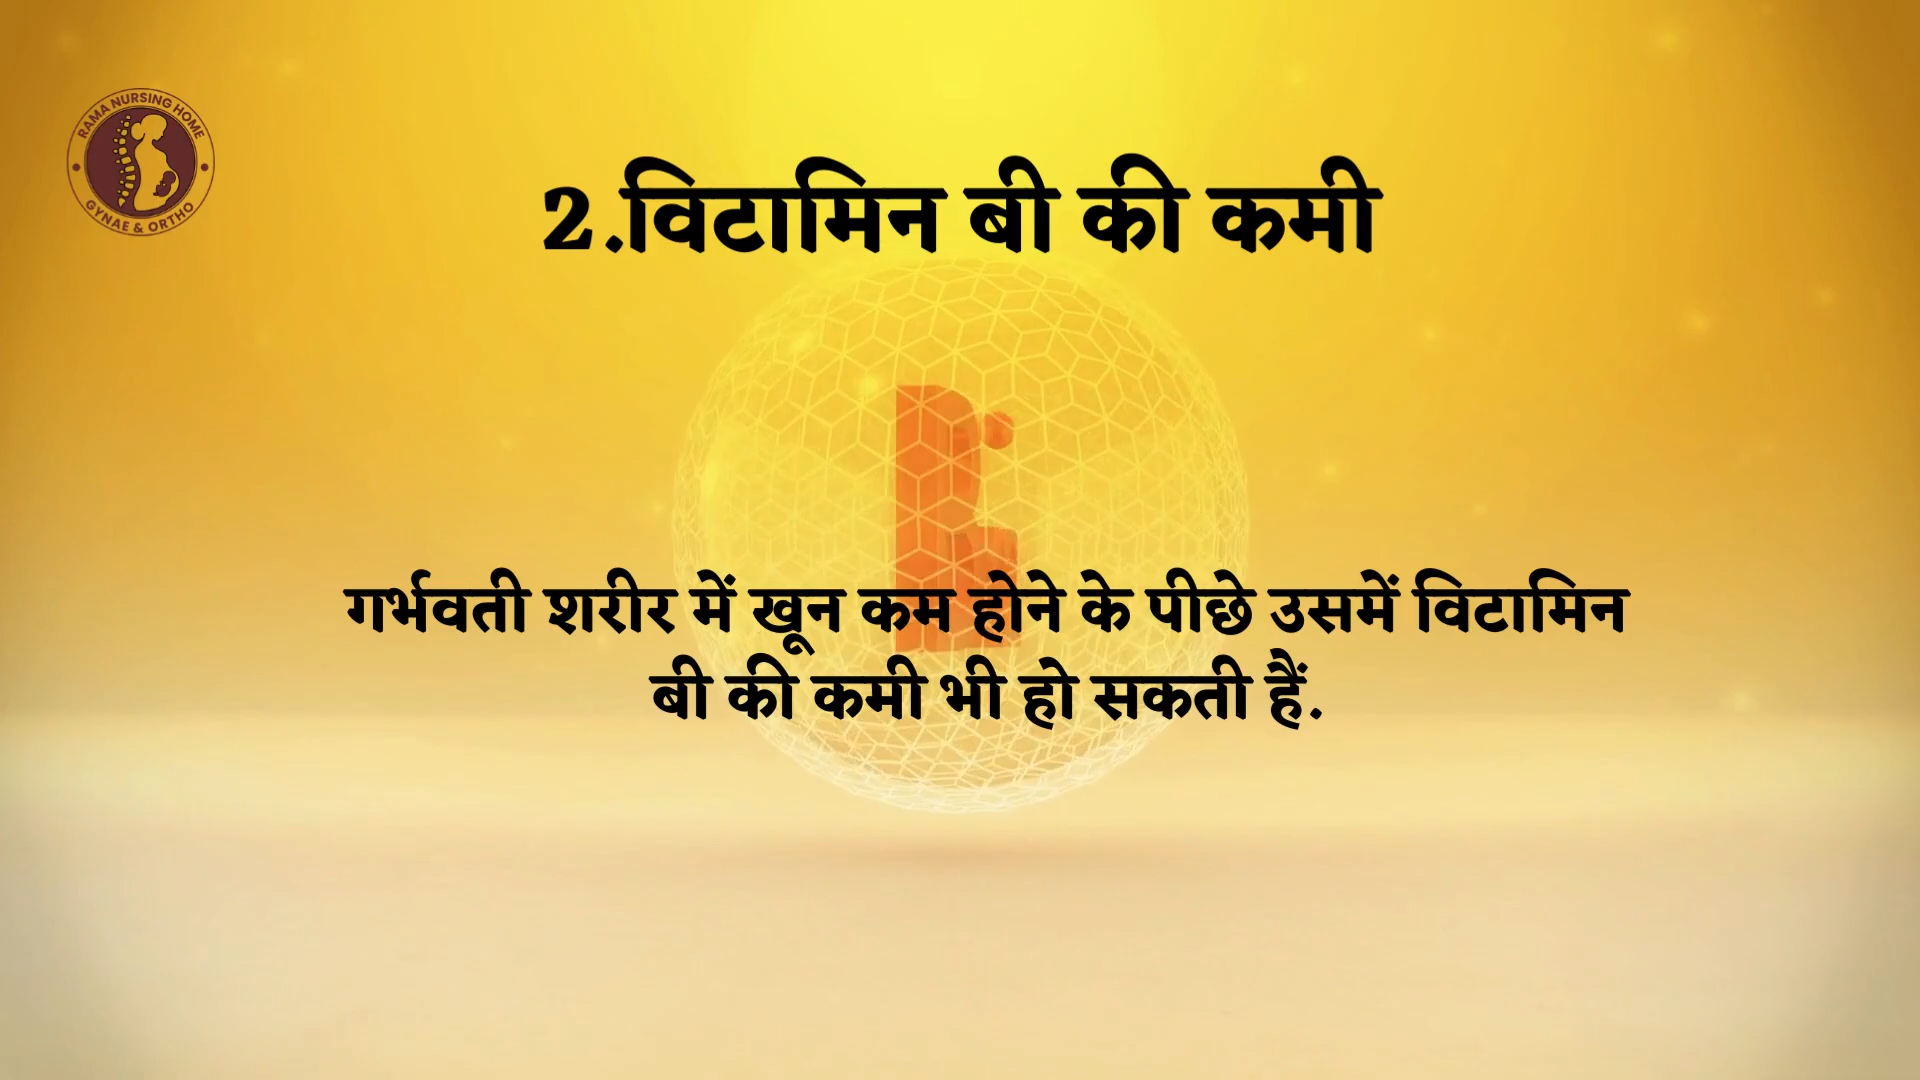 RAMA NURSING HOME
GYNAE & ORTHO
2.विटामिन बी की कमी
गर्भवती शरीर में खून कम होने के पीछे उसमें विटामिन
बी की कमी भी हो सकती हैं.